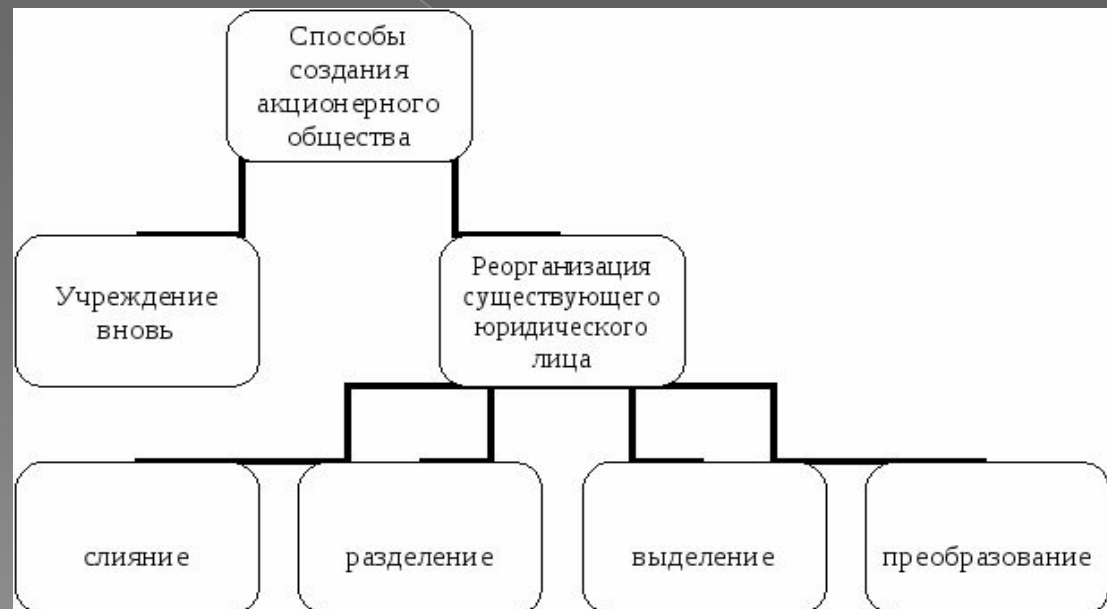 Способы
создания
акционерного
общества
Учреждение
вновь
Реорганизация
существующего
юридического
лица
слияние
разделение
выделение
преобразование